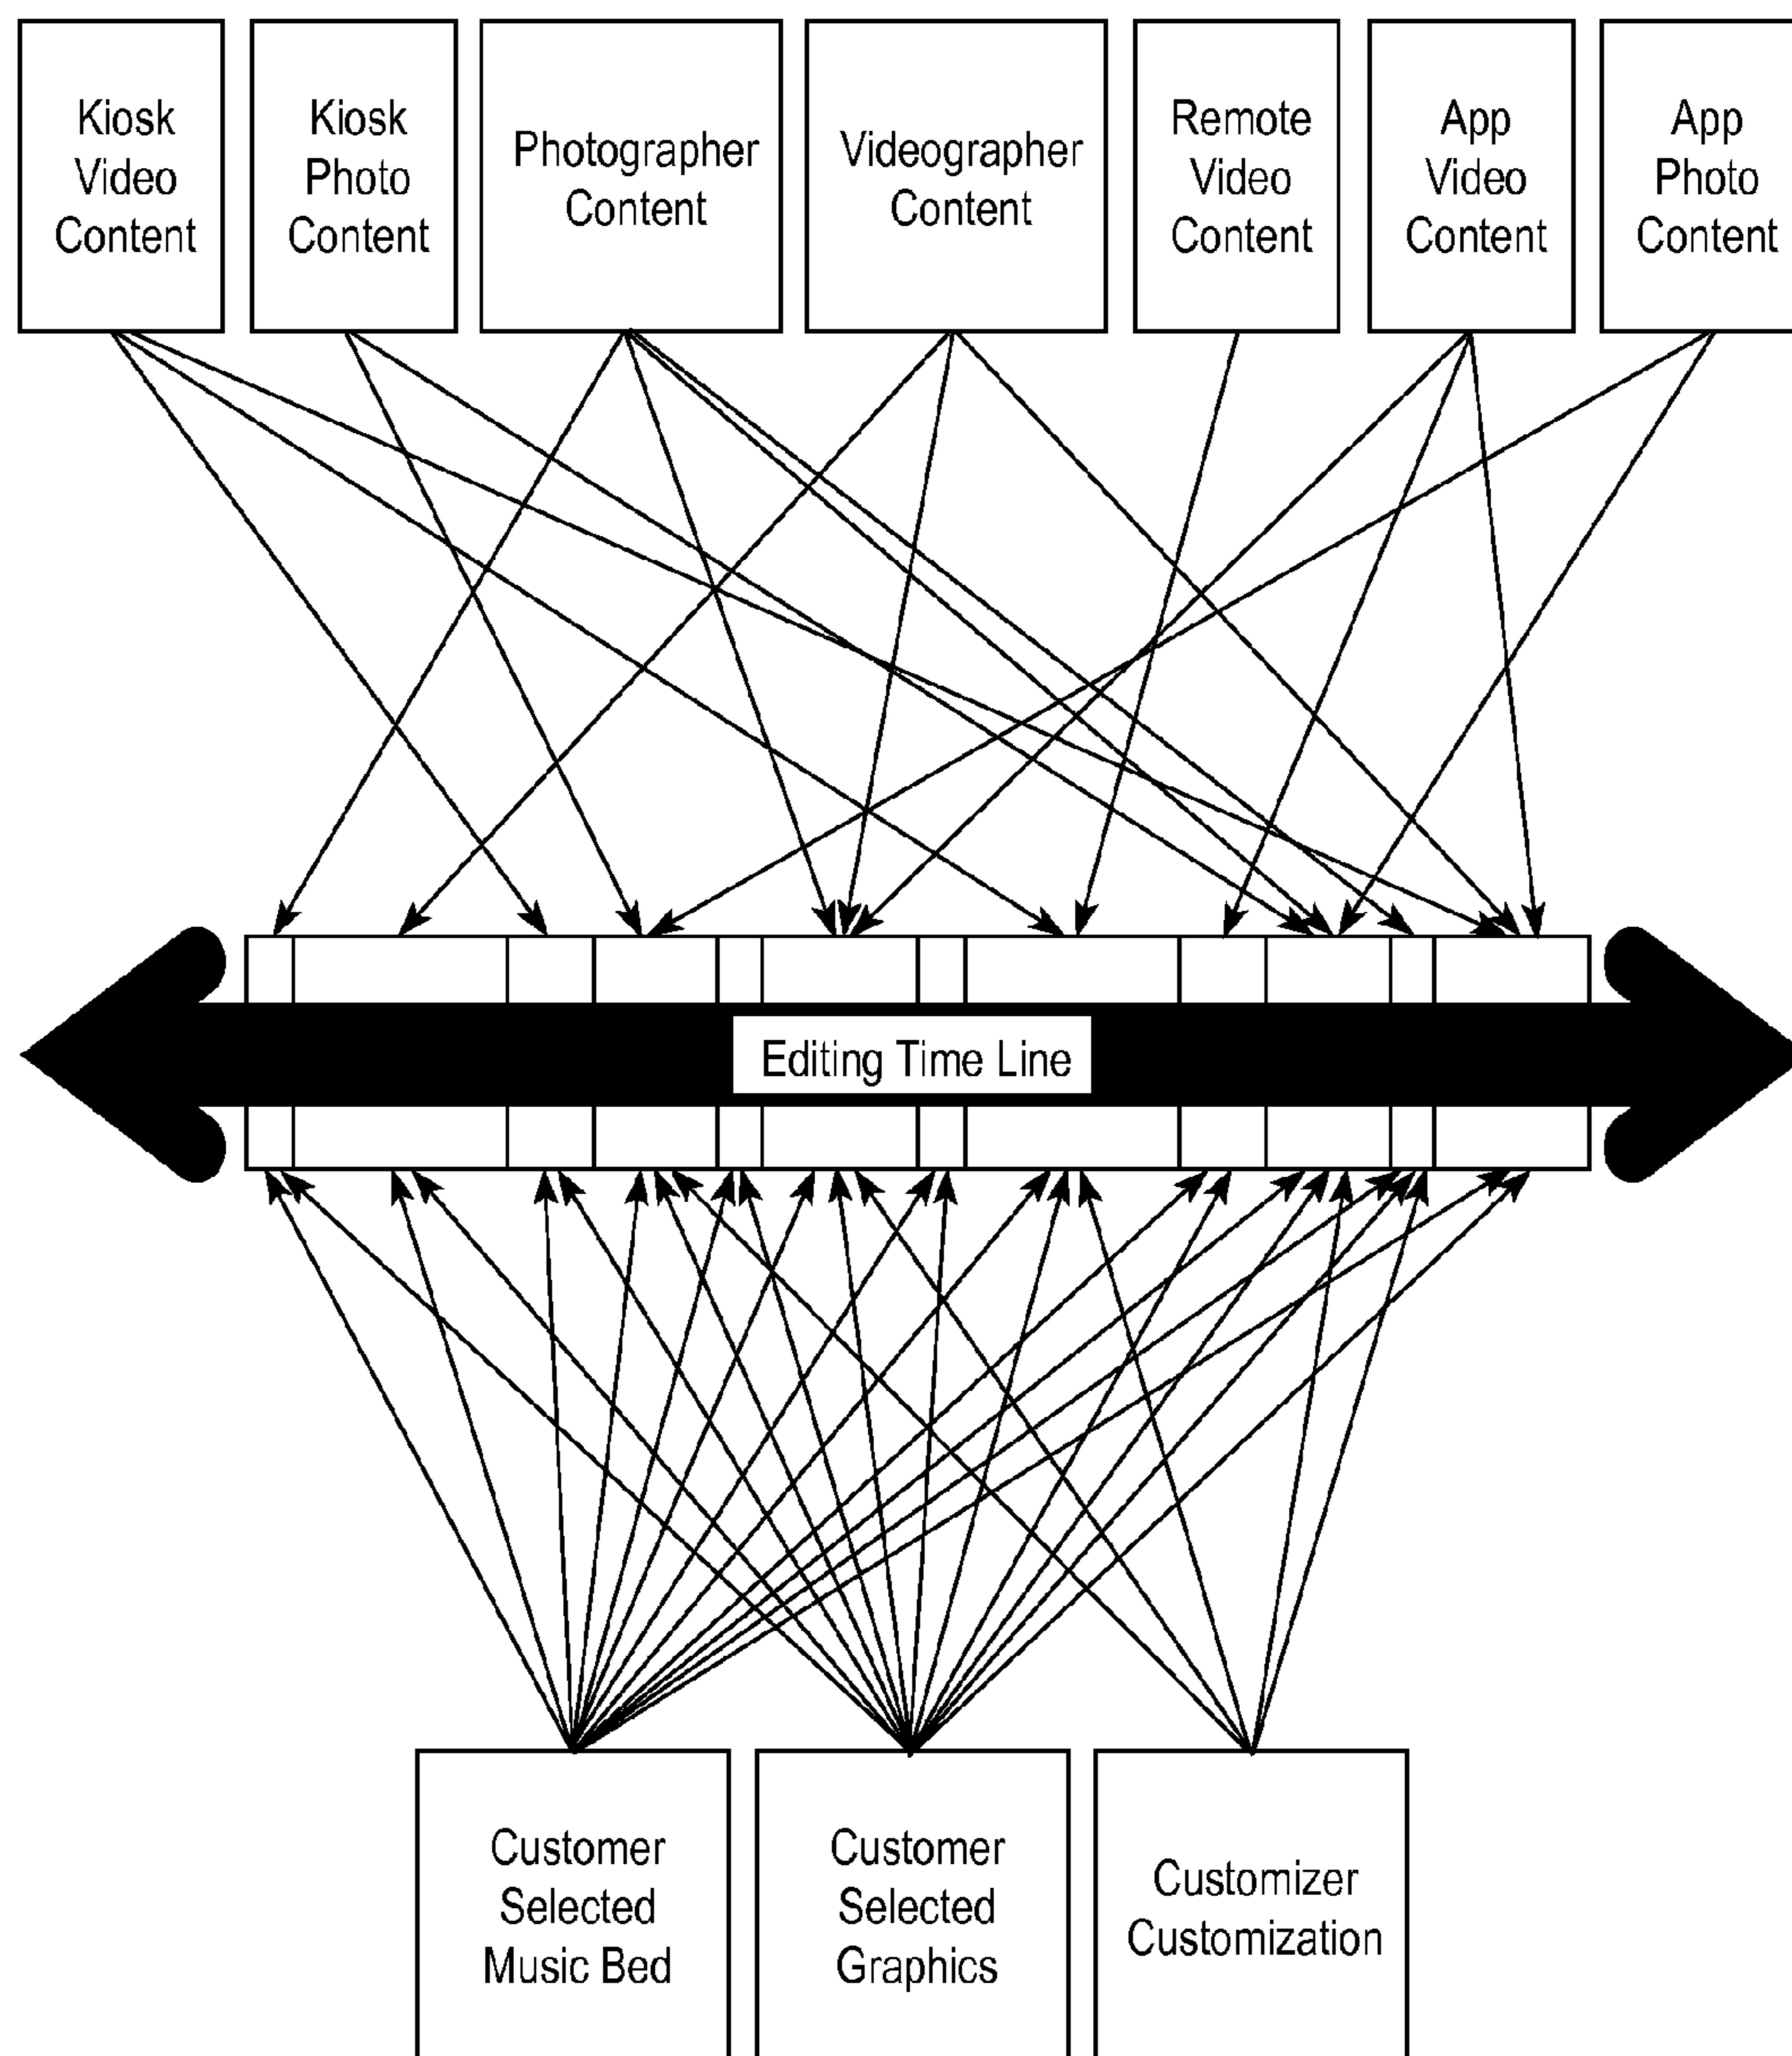 Kiosk
Video
Content
Kiosk
Photo
Content
Photographer
Content
Videographer
Content
Remote
Video
Content
App
Video
Content
App
Photo
Content
Editing Time Line
Customer
Selected
Music Bed
Customer
Selected
Graphics
Customizer
Customization